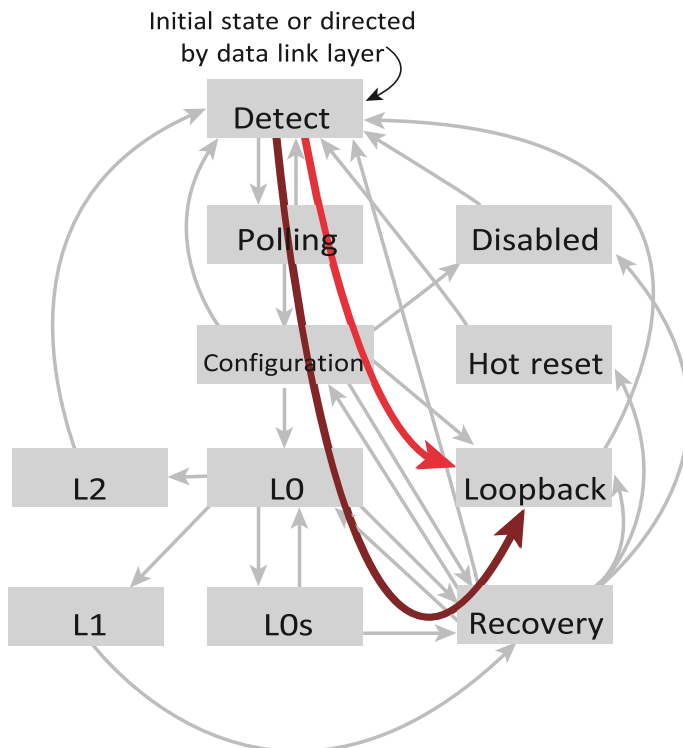 Initial state or directed
by data link layer
Detect
Polling
Disabled
Configuration
Hot reset
L2
L0
Loopback
L1
L0s
Recovery